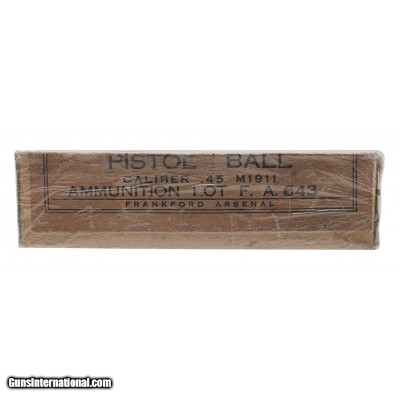 PISTOL BALL
CALIBER .45 M1911
AMMUNITION LOT F. A. 643
FRANKFORD ARSENAL
GunsInternational.com